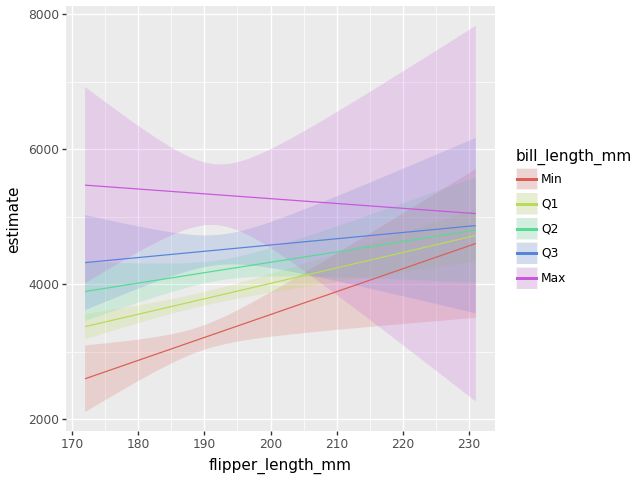 8000
6000
4000
2000
estimate
170
180
190
200
210
220
230
flipper_length_mm
bill_length_mm
Min
Q1
Q2
Q3
Max